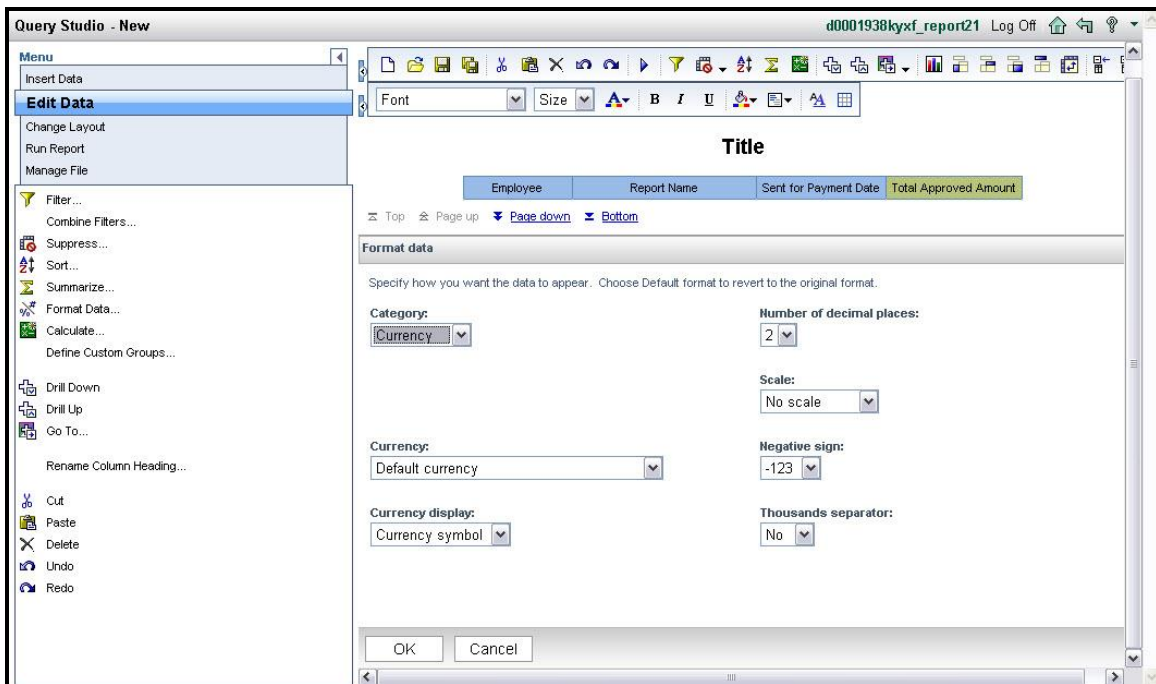 Query Studio - New
d0001938kyxf_report21 Log Off
Menu
Insert Data
Edit Data
Change Layout
Run Report
Manage File
Filter...
Combine Filters...
Suppress...
Sort...
Summarize...
Format Data...
Calculate...
Define Custom Groups...
Drill Down
Drill Up
Go To...
Rename Column Heading...
Cut
Paste
Delete
Undo
Redo
Font Size A B I U
Title
Employee Report Name Sent for Payment Date Total Approved Amount
Top Page up Page down Bottom
Format data
Specify how you want the data to appear. Choose Default format to revert to the original format.
Category:
Currency
Number of decimal places:
2
Scale:
No scale
Currency:
Default currency
Negative sign:
-123
Currency display:
Currency symbol
Thousands separator:
No
OK Cancel